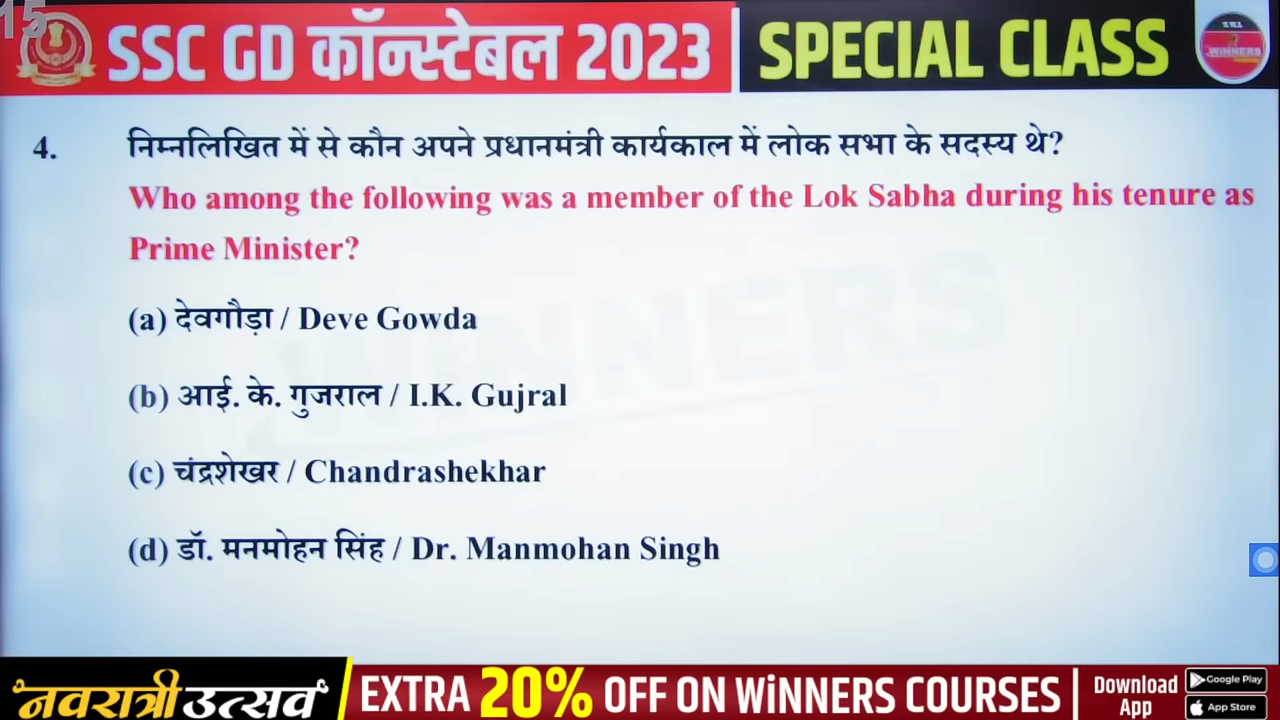 15
SSC GD कॉन्स्टेबल 2023
SPECIAL CLASS
WiNNERS
4. निम्नलिखित में से कौन अपने प्रधानमंत्री कार्यकाल में लोक सभा के सदस्य थे?
Who among the following was a member of the Lok Sabha during his tenure as
Prime Minister?
(a) देवगौड़ा / Deve Gowda
(b) आई. के. गुजराल / I.K. Gujral
(c) चंद्रशेखर / Chandrashekhar
(d) डॉ. मनमोहन सिंह / Dr. Manmohan Singh
WiNNERS
नवरात्री उत्सव
EXTRA 20% OFF ON WiNNERS COURSES
Download
App
Google Play
App Store